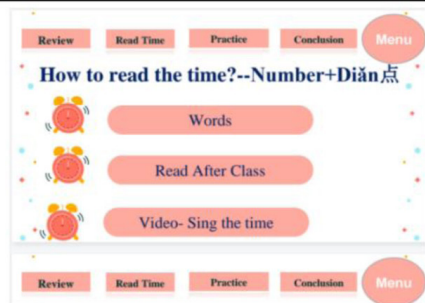 Review Read Time Practice Conclusion Menu
How to read the time?--Number+Diǎn点
Words
Read After Class
Video- Sing the time
Review Read Time Practice Conclusion Menu